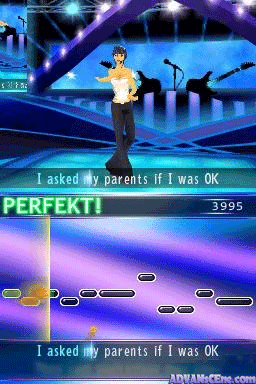 I asked my parents if I was OK
PERFEKT!
3995
I asked my parents if I was OK
ADVANsCEne.com